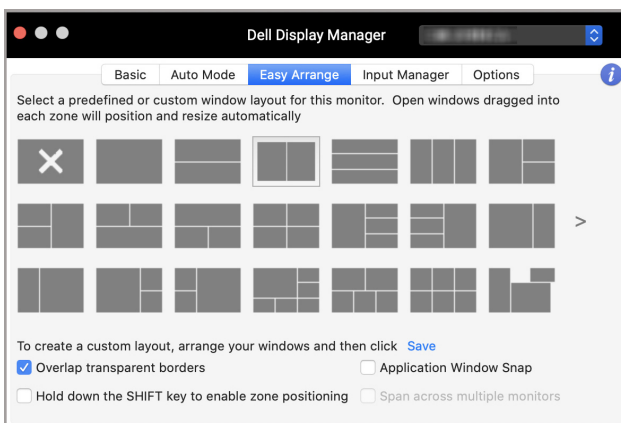 Dell Display Manager
Basic Auto Mode Easy Arrange Input Manager Options
Select a predefined or custom window layout for this monitor. Open windows dragged into
each zone will position and resize automatically
>
To create a custom layout, arrange your windows and then click Save
Overlap transparent borders Application Window Snap
Hold down the SHIFT key to enable zone positioning Span across multiple monitors